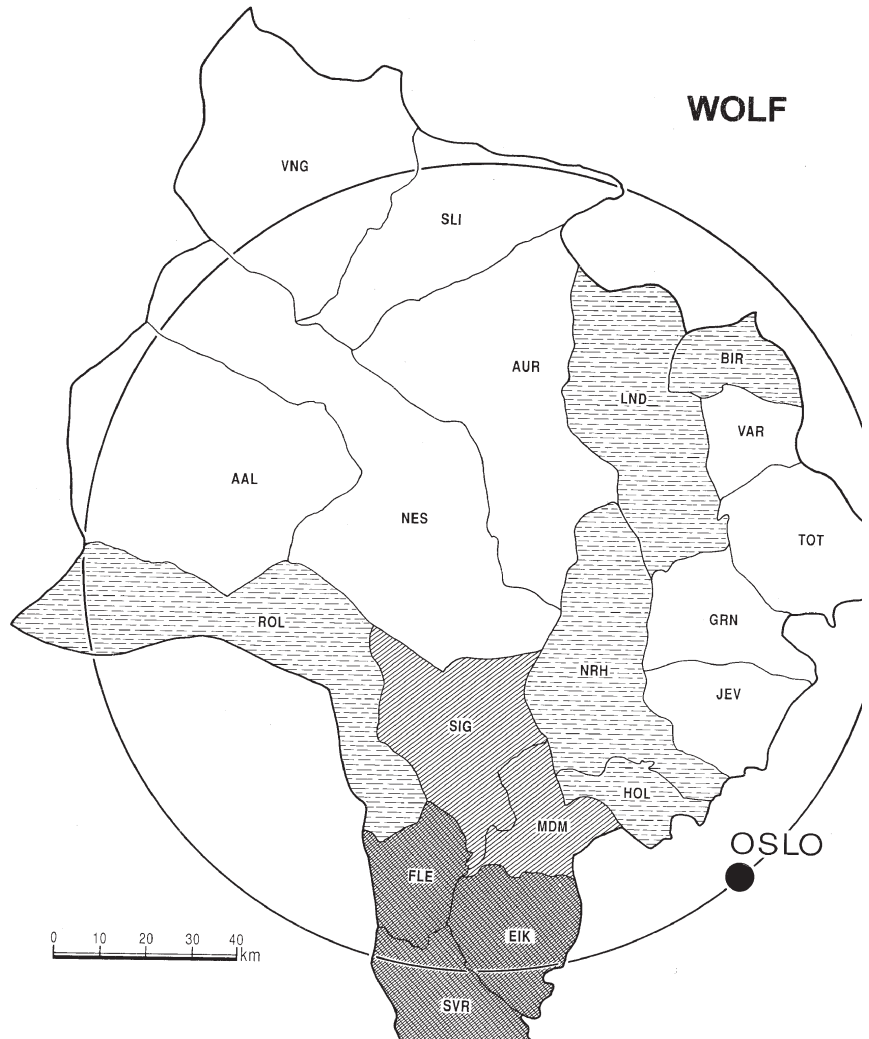 WOLF
VNG
SLI
BIR
AUR
LND
VAR
AAL
NES
TOT
ROL
GRN
NRH
JEV
SIG
HOL
MDM
OSLO
FLE
EIK
0 10 20 30 40
km
SVR